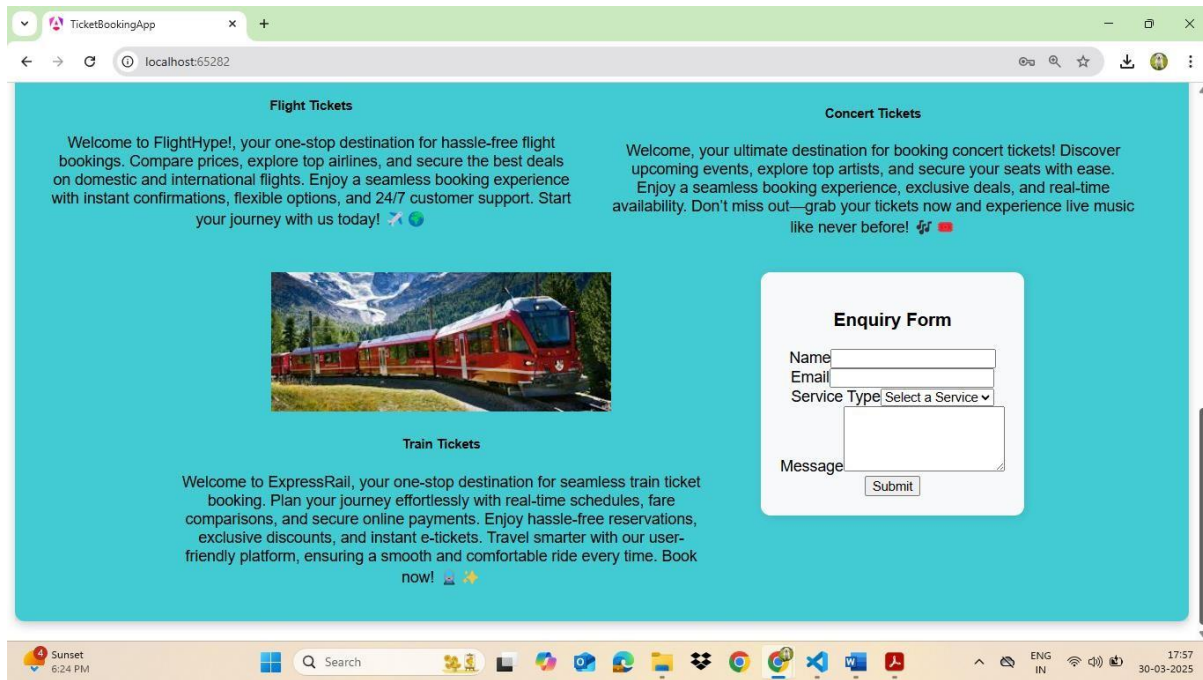 TicketBookingApp
localhost:65282
Flight Tickets
Welcome to FlightHype!, your one-stop destination for hassle-free flight
bookings. Compare prices, explore top airlines, and secure the best deals
on domestic and international flights. Enjoy a seamless booking experience
with instant confirmations, flexible options, and 24/7 customer support. Start
your journey with us today! ✈️ 🌍
Concert Tickets
Welcome, your ultimate destination for booking concert tickets! Discover
upcoming events, explore top artists, and secure your seats with ease.
Enjoy a seamless booking experience, exclusive deals, and real-time
availability. Don't miss out—grab your tickets now and experience live music
like never before! 🎶 🎟️
Train Tickets
Welcome to ExpressRail, your one-stop destination for seamless train ticket
booking. Plan your journey effortlessly with real-time schedules, fare
comparisons, and secure online payments. Enjoy hassle-free reservations,
exclusive discounts, and instant e-tickets. Travel smarter with our user-
friendly platform, ensuring a smooth and comfortable ride every time. Book
now! 🚆 ✨
Enquiry Form
Name
Email
Service Type Select a Service
Message
Submit
4
Sunset
6:24 PM
Search
ENG
IN
17:57
30-03-2025